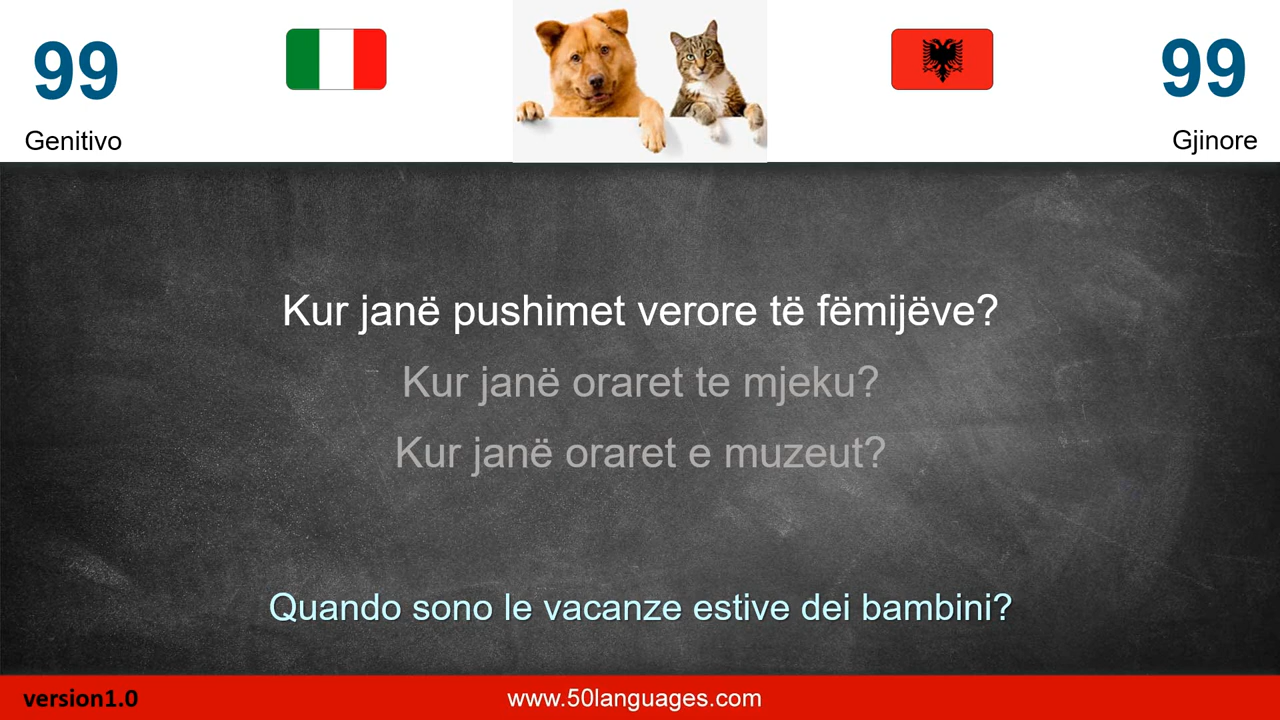 99
99
Genitivo
Gjinore
Kur janë pushimet verore të fëmijëve?
Kur janë oraret te mjeku?
Kur janë oraret e muzeut?
Quando sono le vacanze estive dei bambini?
version1.0
www.50languages.com